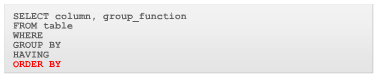 SELECT column, group_function
FROM table
WHERE
GROUP BY
HAVING
ORDER BY